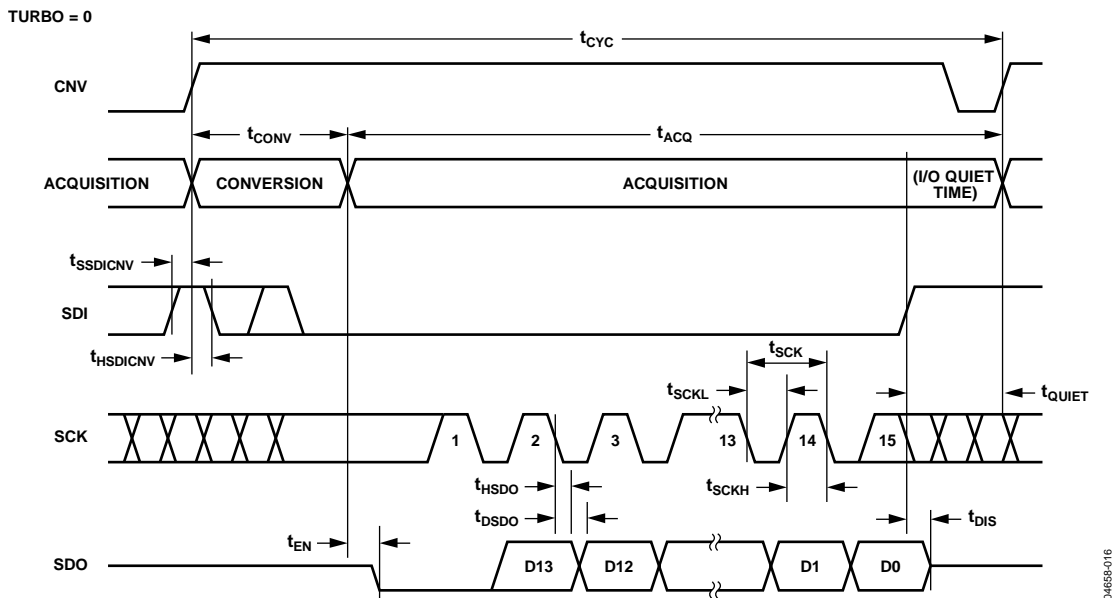 TURBO = 0
tCYC
CNV
tCONV
tACQ
ACQUISITION
CONVERSION
ACQUISITION
(I/O QUIET
TIME)
tSSDICNV
SDI
tHSDICNV
tSCK
tSCKL
tQUIET
SCK
1
2
3
13
14
15
tHSDO
tSCKH
tDSDO
tEN
tDIS
SDO
D13
D12
D1
D0
04658-016